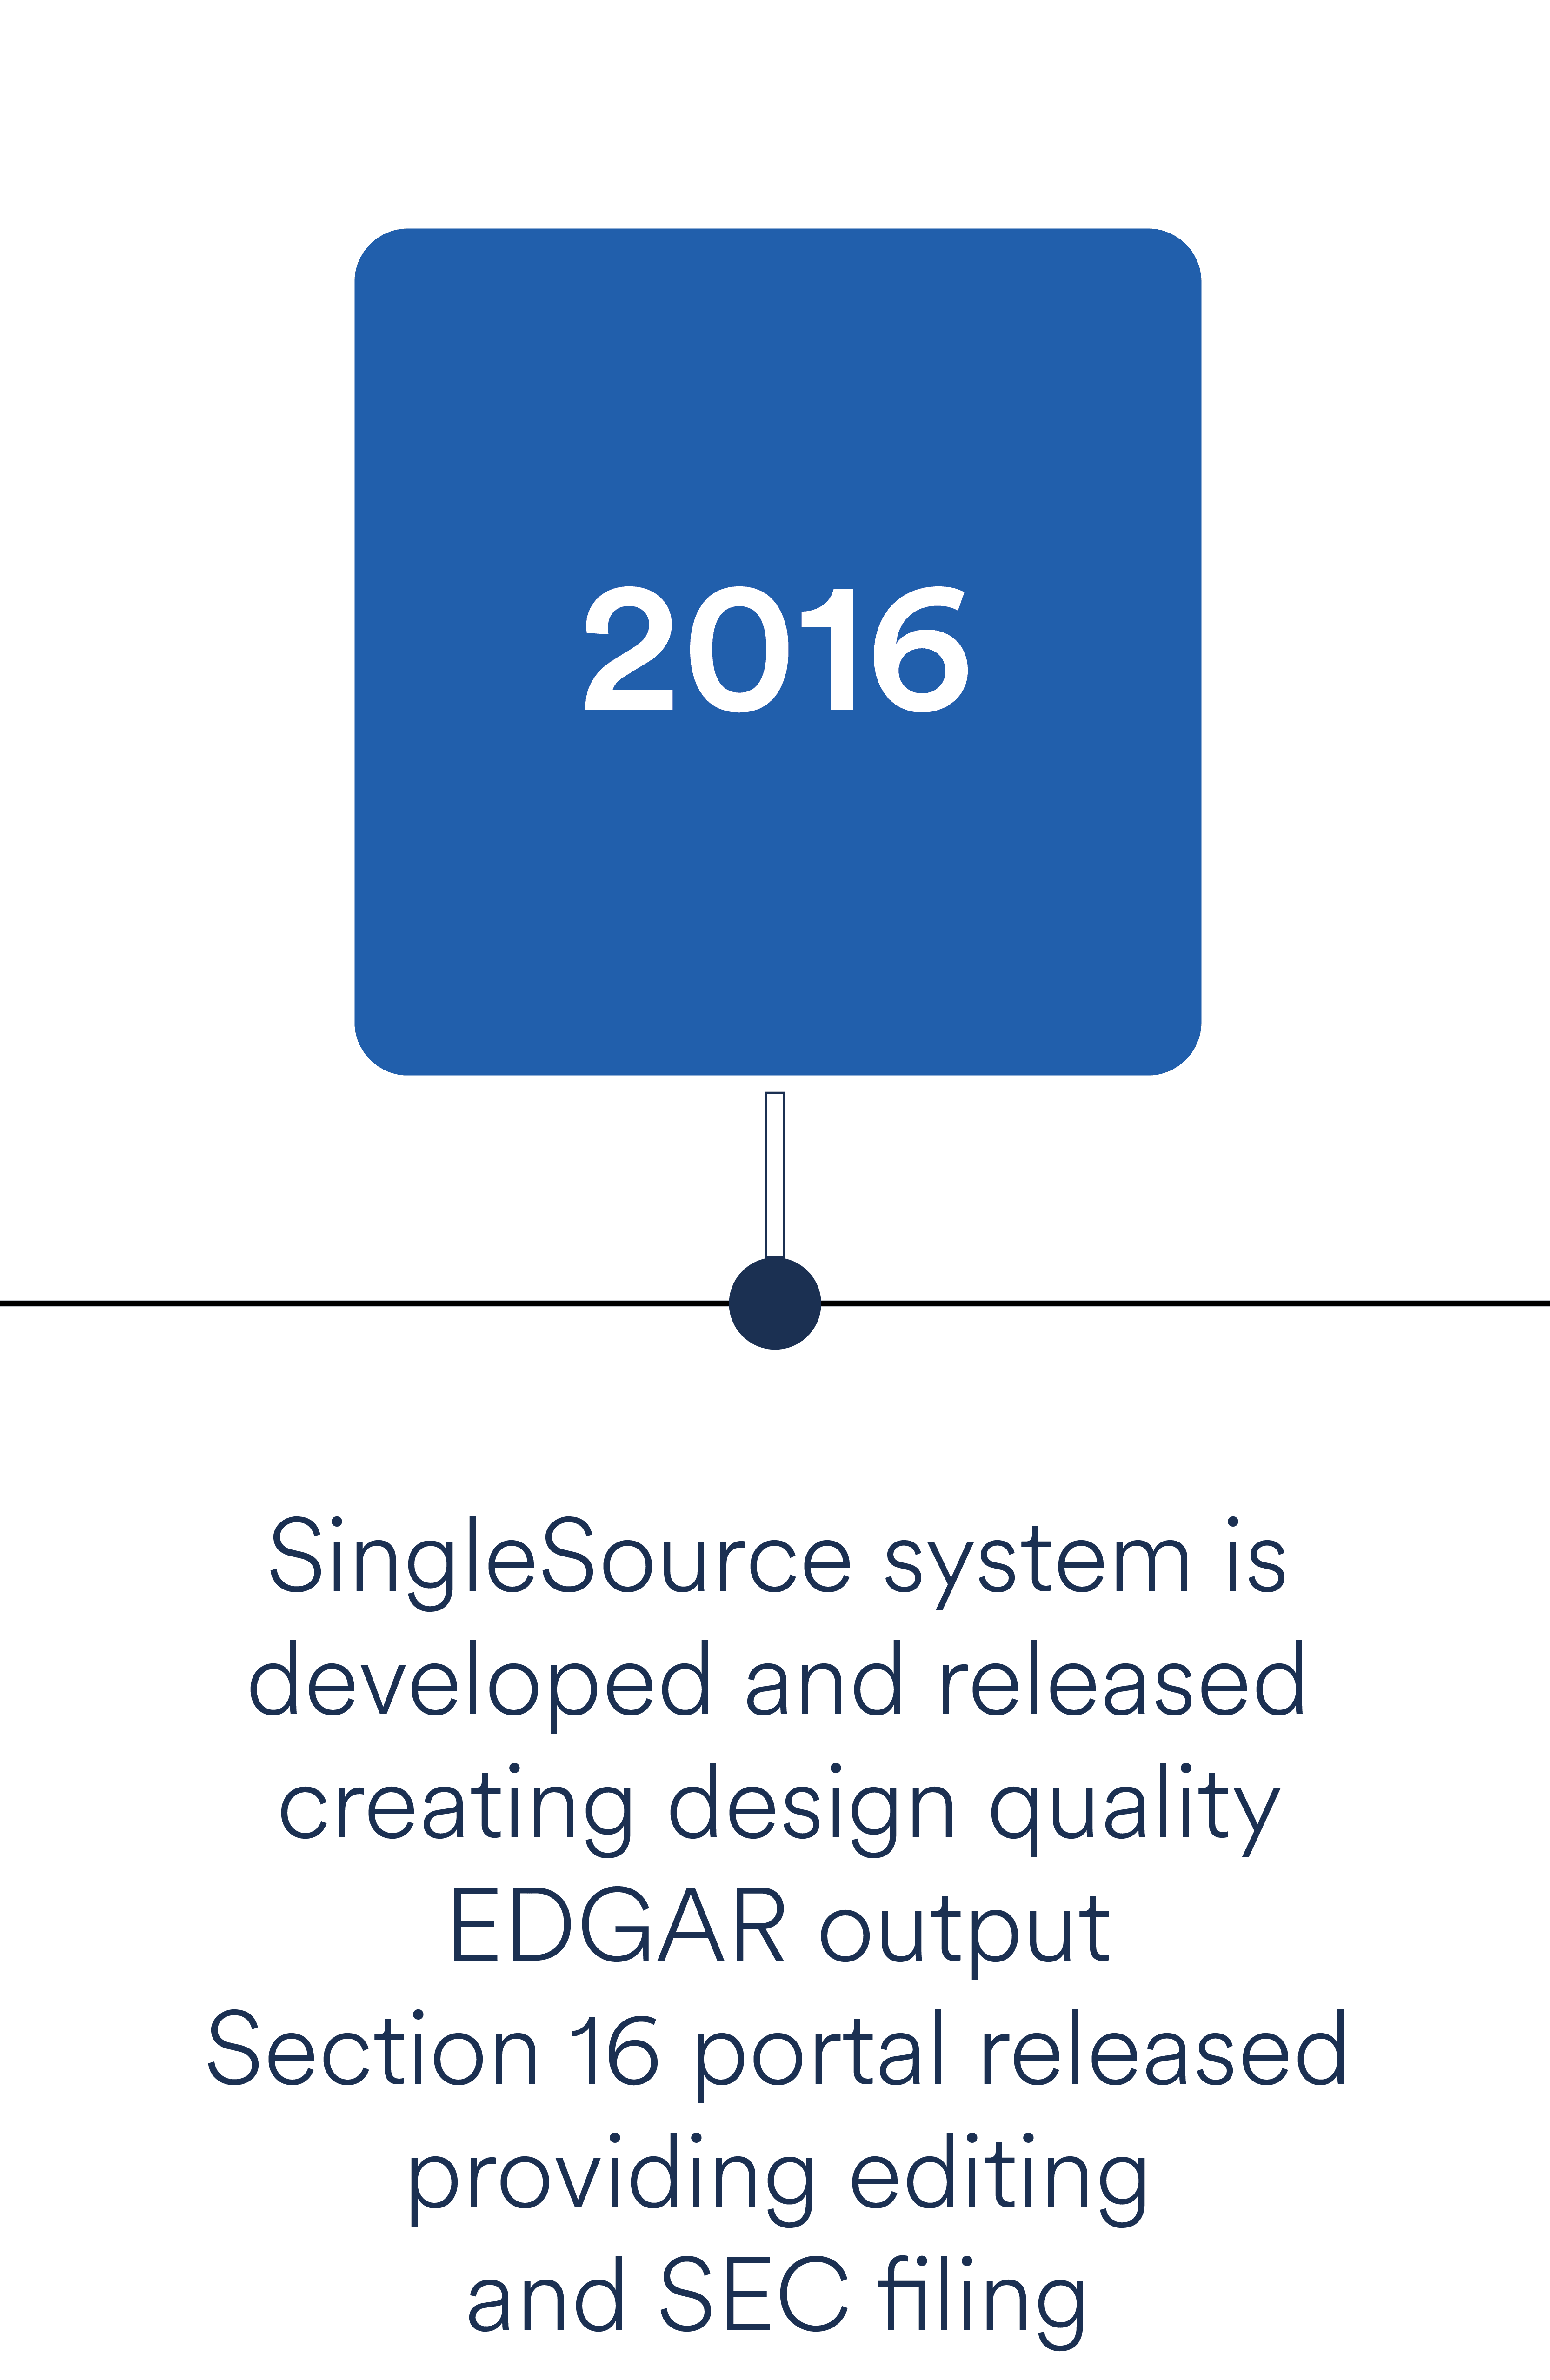 2016
SingleSource system is
developed and released
creating design quality
EDGAR output
Section 16 portal released
providing editing
and SEC filing